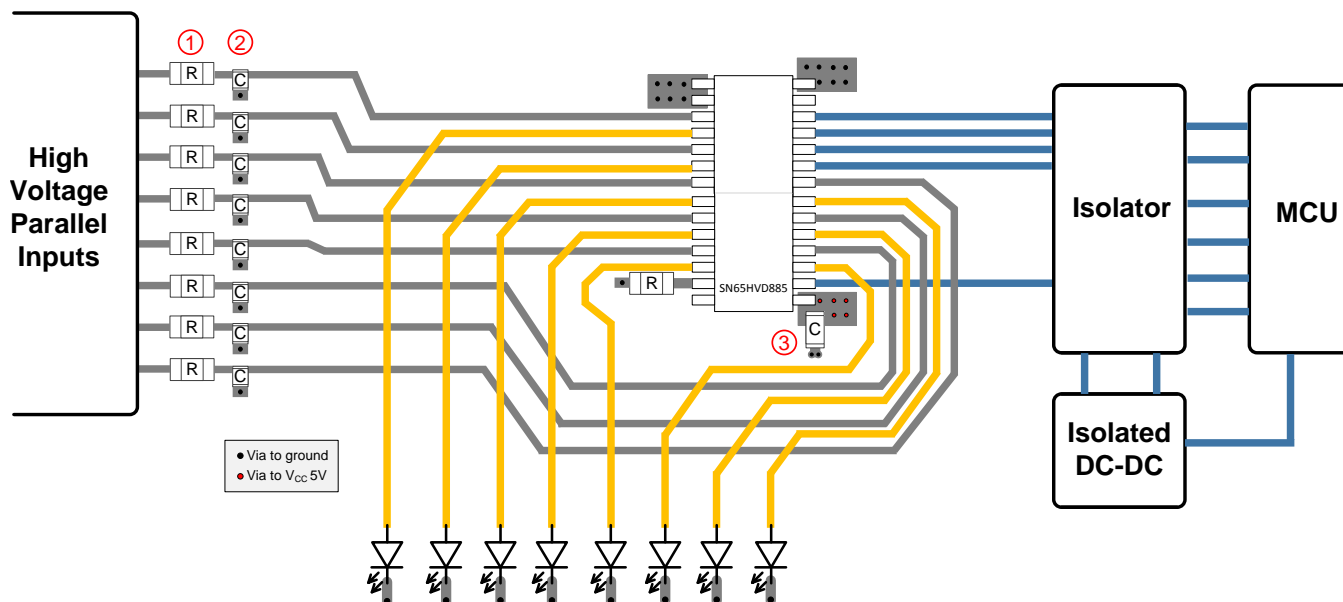 High
Voltage
Parallel
Inputs
1
2
R
C
R
C
R
C
R
C
R
C
R
C
R
C
R
C
SN65HVD885
R
3
C
Isolator
MCU
Isolated
DC-DC
Via to ground
Via to VCC 5V